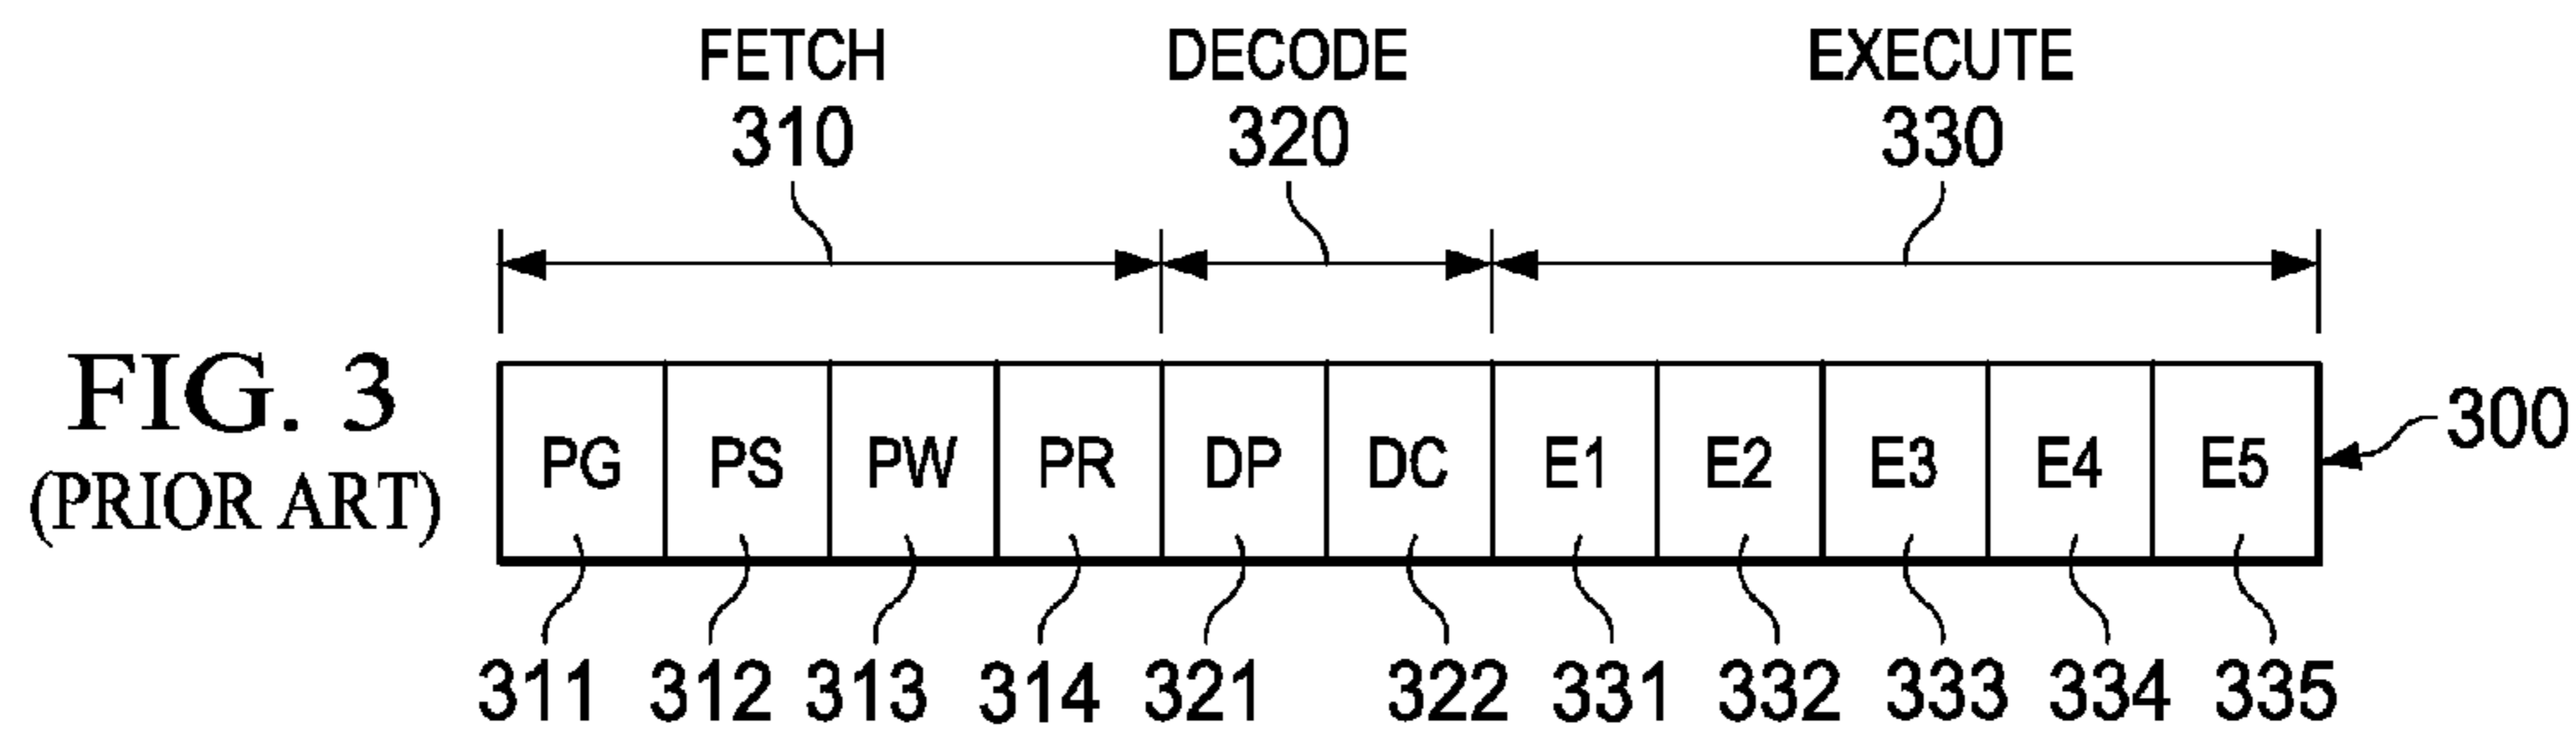 FETCH DECODE EXECUTE
310 320 330
FIG. 3
(PRIOR ART)
PG PS PW PR DP DC E1 E2 E3 E4 E5
300
311 312 313 314 321 322 331 332 333 334 335